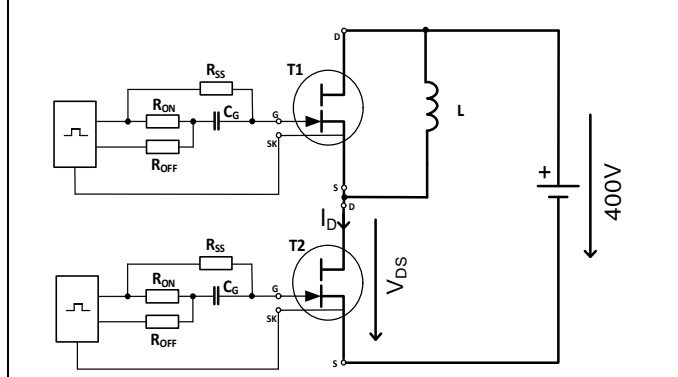 D
R_SS
T1
R_ON
C_G
G
L
SK
R_OFF
+
400V
S
D
I_D
T2
R_SS
V_DS
R_ON
C_G
G
SK
R_OFF
S